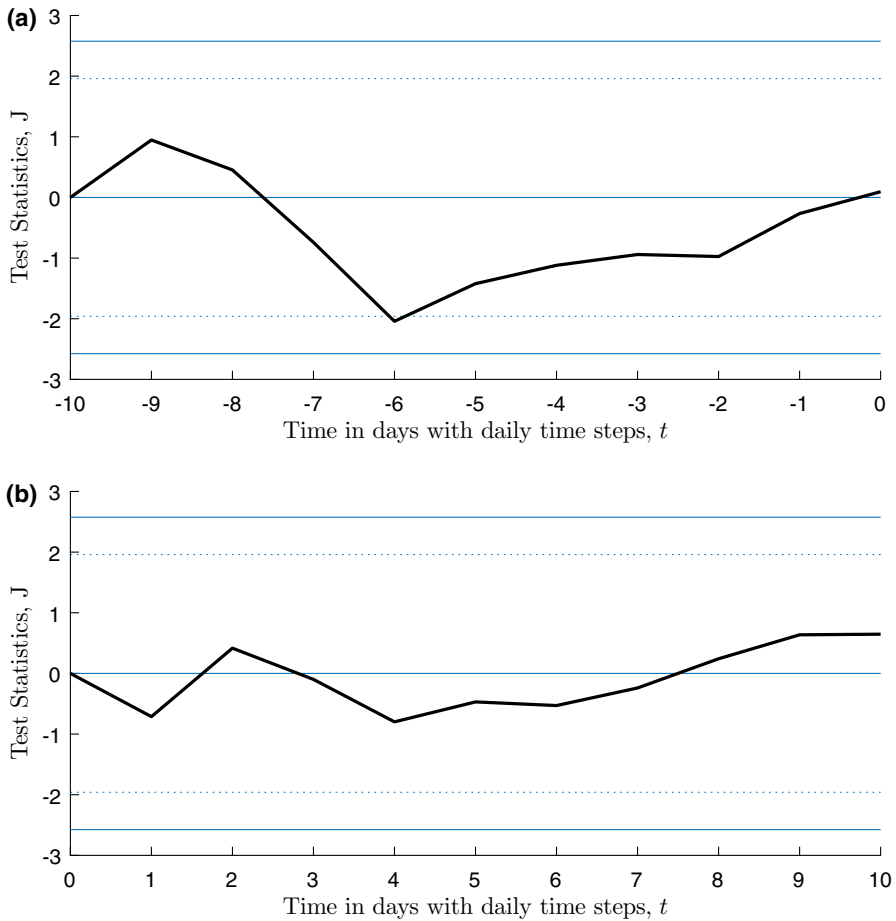 (a)
3
2
1
0
-1
-2
-3
Test Statistics, J
-10 -9 -8 -7 -6 -5 -4 -3 -2 -1 0
Time in days with daily time steps, t
(b)
3
2
1
0
-1
-2
-3
Test Statistics, J
0 1 2 3 4 5 6 7 8 9 10
Time in days with daily time steps, t